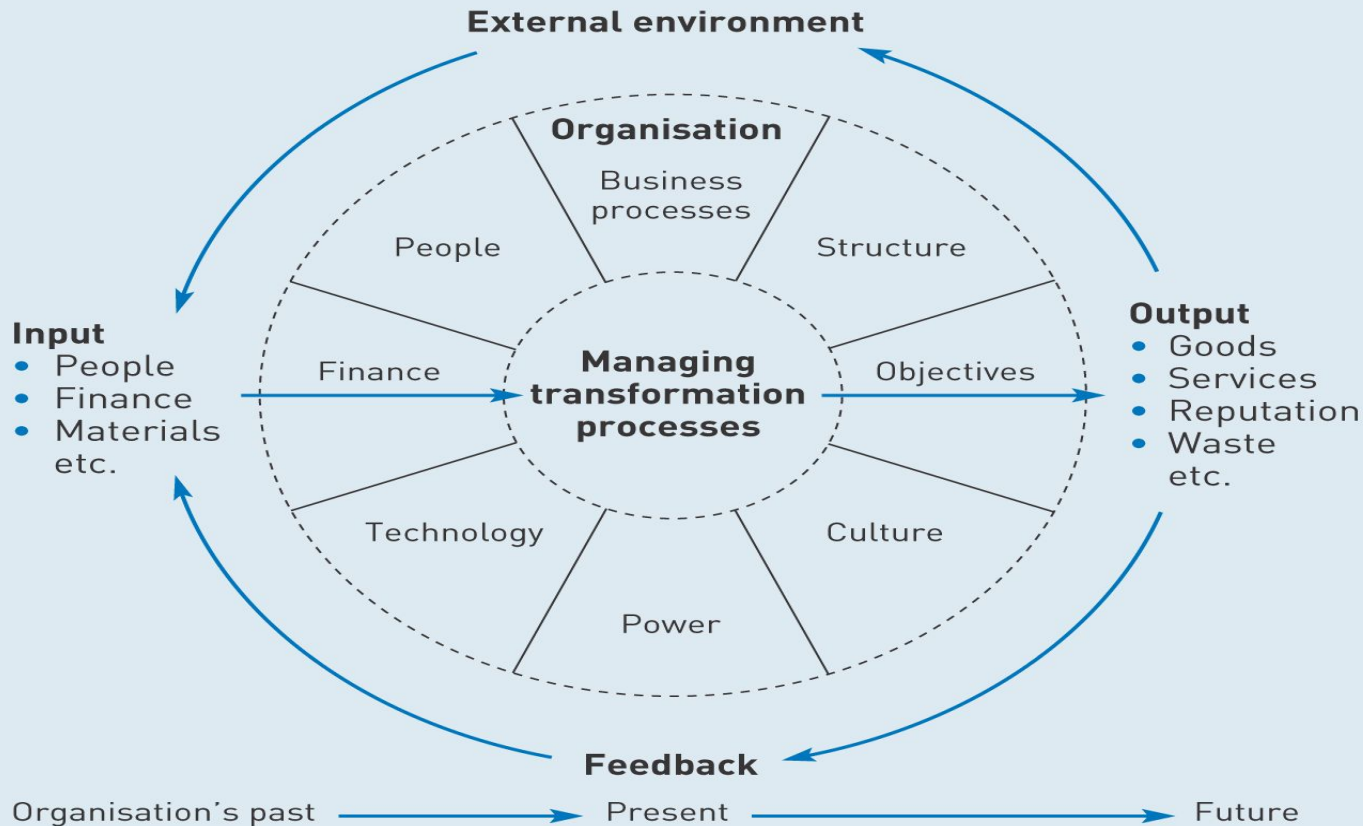 External environment
Organisation
Business
processes
People
Structure
Input
• People
• Finance
• Materials
etc.
Finance
Managing
transformation
processes
Objectives
Output
• Goods
• Services
• Reputation
• Waste
etc.
Technology
Culture
Power
Feedback
Organisation's past
Present
Future